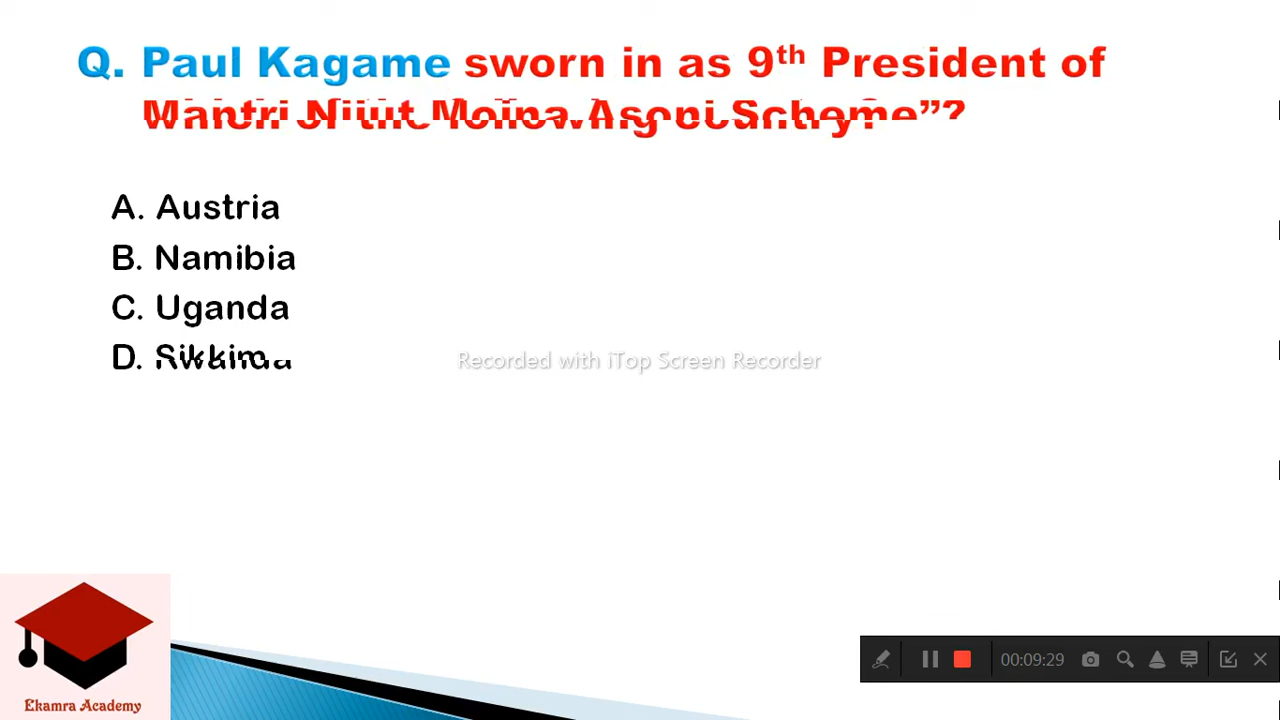 Q. Paul Kagame sworn in as 9th President of
Scheme”?
A. Austria
B. Namibia
C. Uganda
D.
Recorded with iTop Screen Recorder
00:09:29
Ekamra Academy